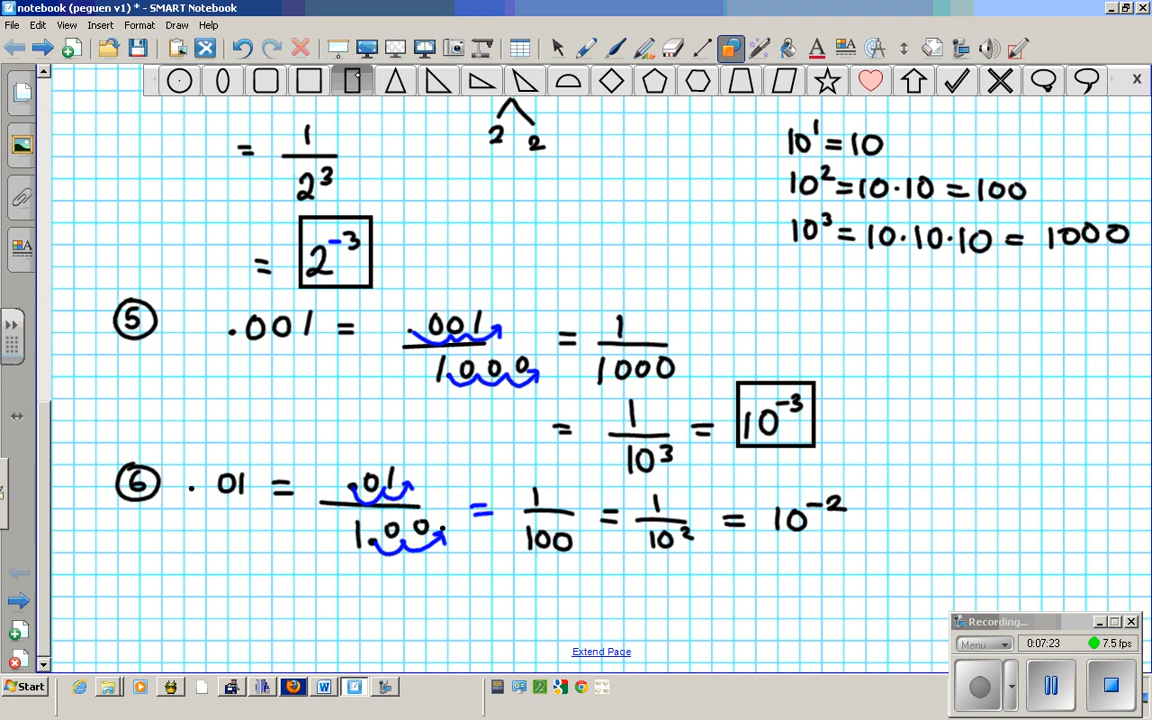 notebook (peguen v1) * - SMART Notebook
File Edit View Insert Format Draw Help
2 2
= 1/2³
= 2⁻³
10¹ = 10
10² = 10·10 = 100
10³ = 10·10·10 = 1000
⑤ .001 = .001/1.000 = 1/1000
= 1/10³ = 10⁻³
⑥ .01 = .01/1.00. = 1/100 = 1/10² = 10⁻²
Extend Page
Recording...
Menu 0:07:23 7.5 fps
Start